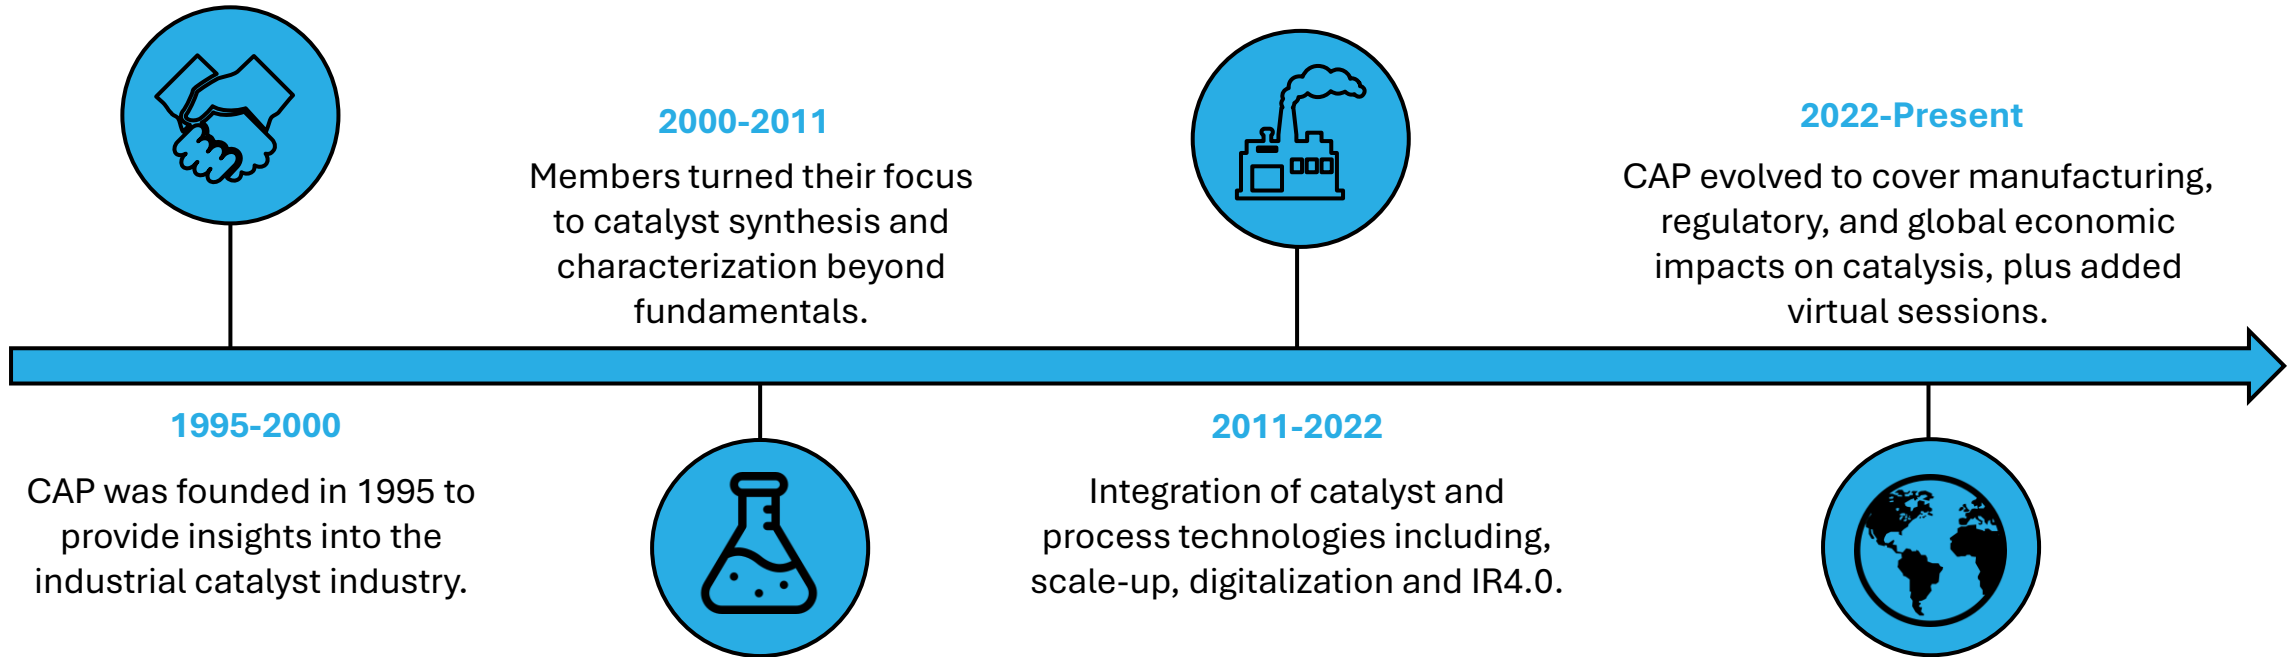 1995-2000
CAP was founded in 1995 to
provide insights into the
industrial catalyst industry.
2000-2011
Members turned their focus
to catalyst synthesis and
characterization beyond
fundamentals.
2011-2022
Integration of catalyst and
process technologies including,
scale-up, digitalization and IR4.0.
2022-Present
CAP evolved to cover manufacturing,
regulatory, and global economic
impacts on catalysis, plus added
virtual sessions.